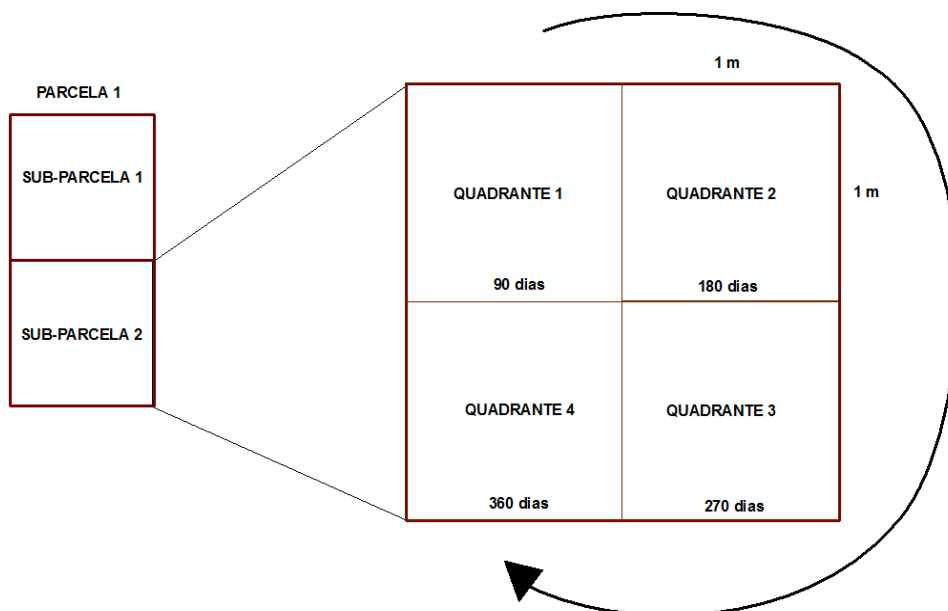 PARCELA 1
SUB-PARCELA 1
SUB-PARCELA 2
1 m
1 m
QUADRANTE 1
90 dias
QUADRANTE 2
180 dias
QUADRANTE 4
360 dias
QUADRANTE 3
270 dias